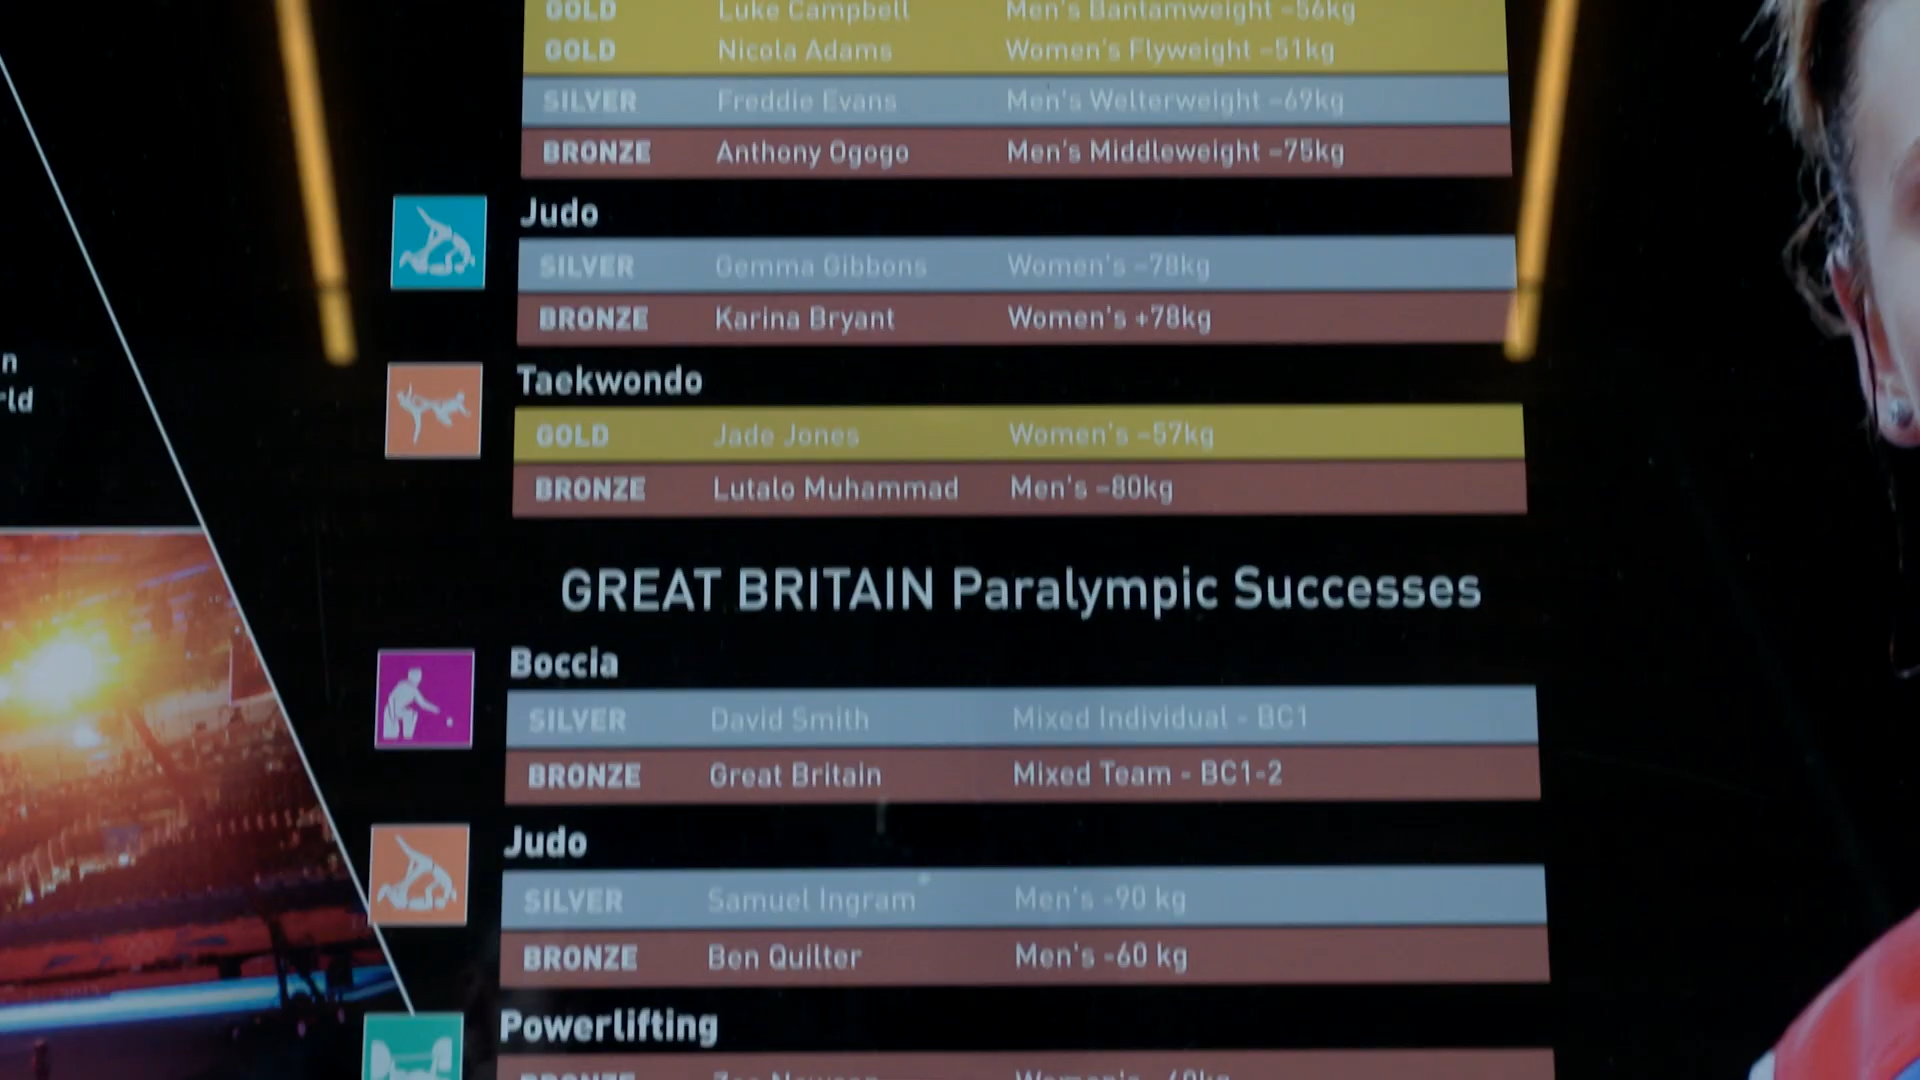 GOLD Luke Campbell Men's Bantamweight -56kg
GOLD Nicola Adams Women's Flyweight -51kg
SILVER Freddie Evans Men's Welterweight -69kg
BRONZE Anthony Ogogo Men's Middleweight -75kg
Judo
SILVER Gemma Gibbons Women's -78kg
BRONZE Karina Bryant Women's +78kg
Taekwondo
GOLD Jade Jones Women's -57kg
BRONZE Lutalo Muhammad Men's -80kg
GREAT BRITAIN Paralympic Successes
Boccia
SILVER David Smith Mixed Individual - BC1
BRONZE Great Britain Mixed Team - BC1-2
Judo
SILVER Samuel Ingram Men's -90 kg
BRONZE Ben Quilter Men's -60 kg
Powerlifting
BRONZE Zoe Newson Women's